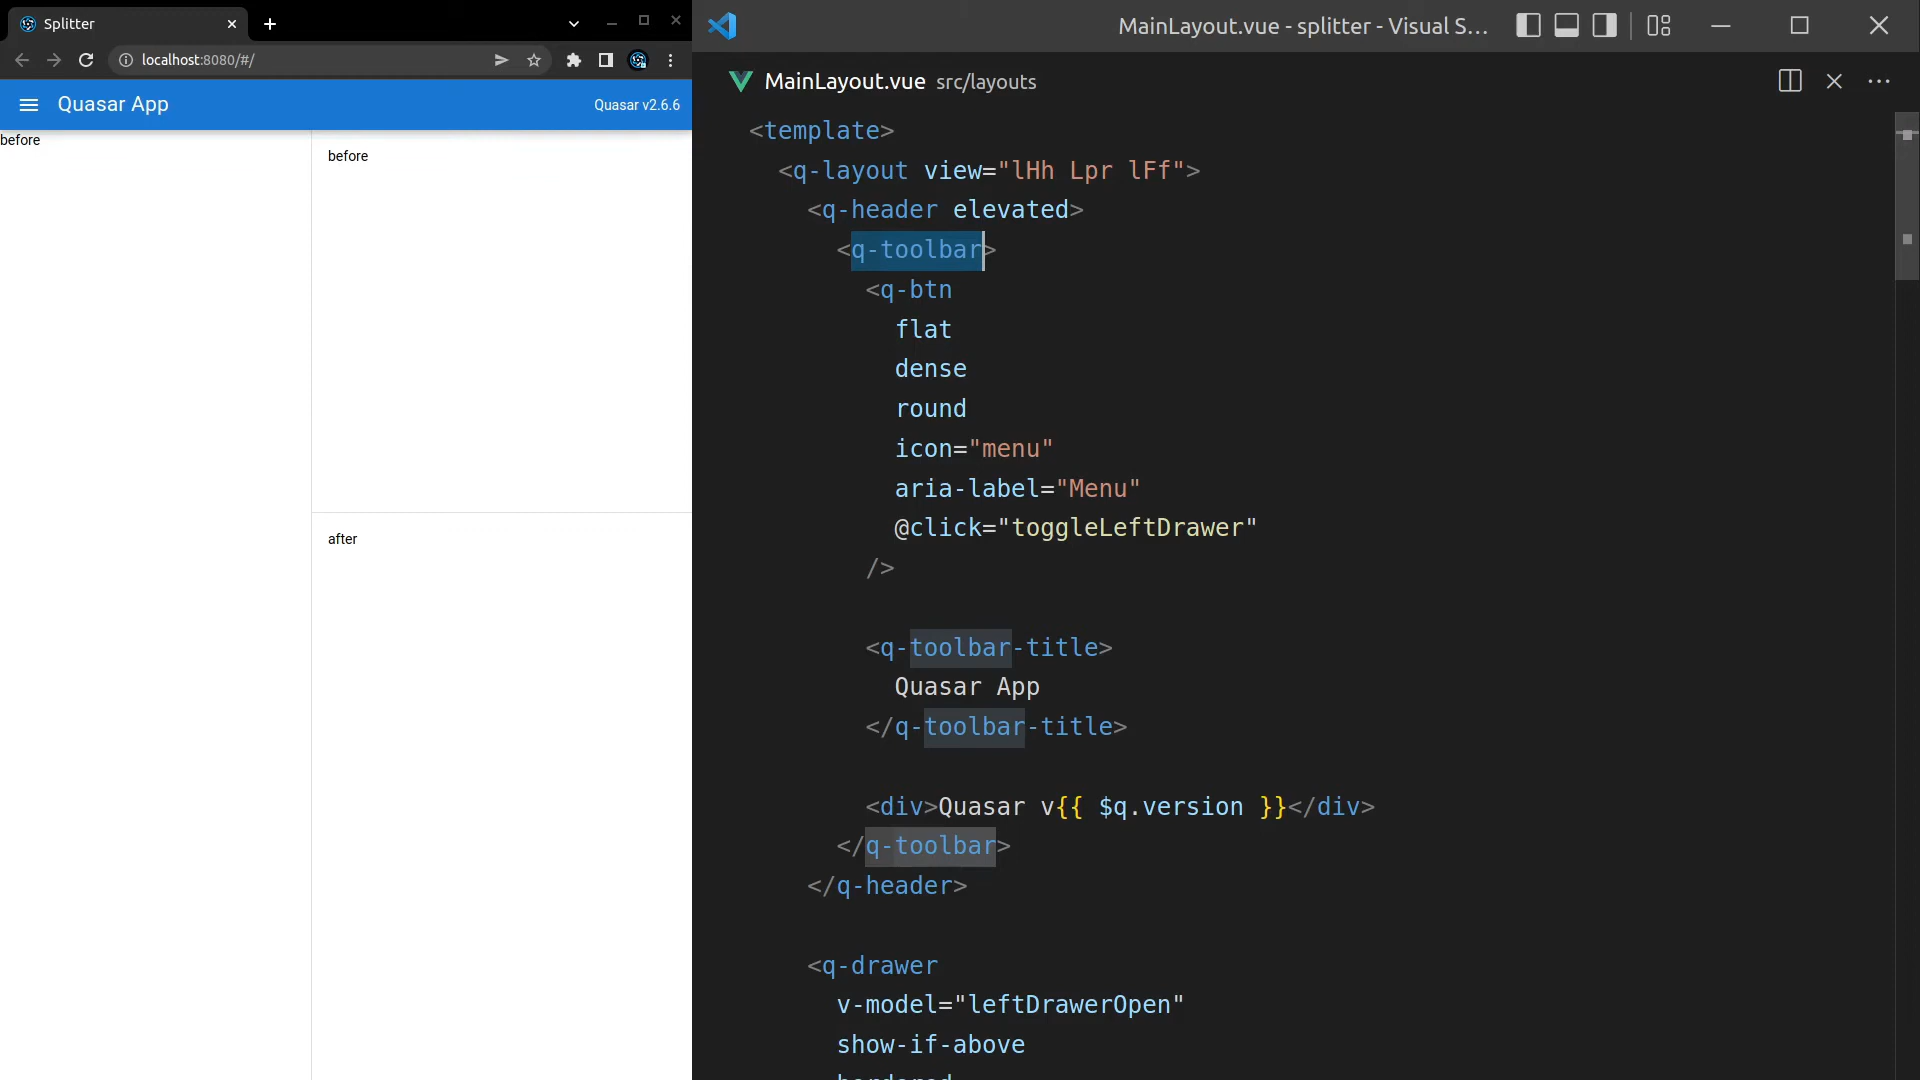 Splitter
localhost:8080/#/
Quasar App
Quasar v2.6.6
before
before
after
MainLayout.vue - splitter - Visual S...
MainLayout.vue src/layouts
<template>
<q-layout view="lHh Lpr lFf">
<q-header elevated>
<q-toolbar>
<q-btn
flat
dense
round
icon="menu"
aria-label="Menu"
@click="toggleLeftDrawer"
/>
<q-toolbar-title>
Quasar App
</q-toolbar-title>
<div>Quasar v{{ $q.version }}</div>
</q-toolbar>
</q-header>
<q-drawer
v-model="leftDrawerOpen"
show-if-above